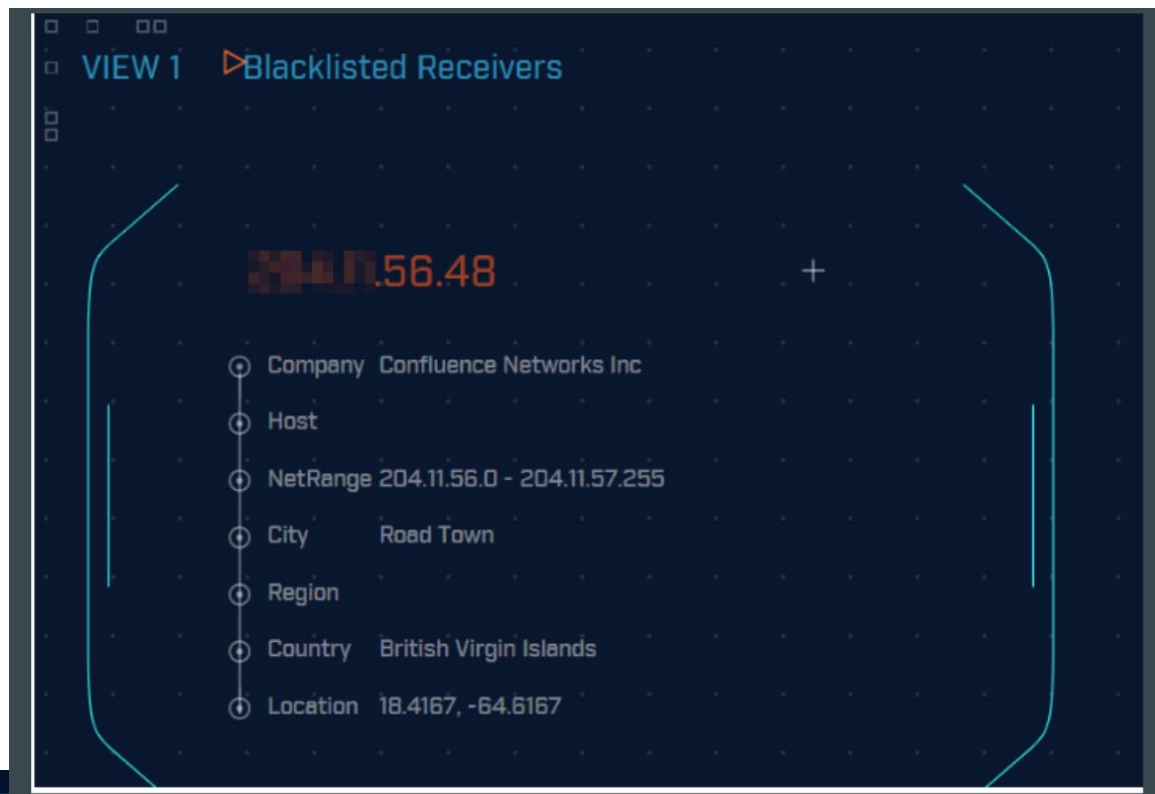 VIEW 1 Blacklisted Receivers
.56.48
Company Confluence Networks Inc
Host
NetRange 204.11.56.0 - 204.11.57.255
City Road Town
Region
Country British Virgin Islands
Location 18.4167, -64.6167